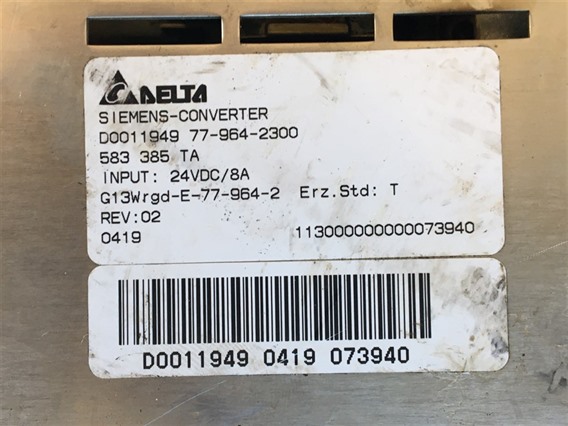 DELTA
SIEMENS-CONVERTER
D0011949 77-964-2300
583 385 TA
INPUT: 24VDC/8A
G13Wrgd-E-77-964-2 Erz.Std: T
REV:02
0419 113000000000073940
D0011949 0419 073940